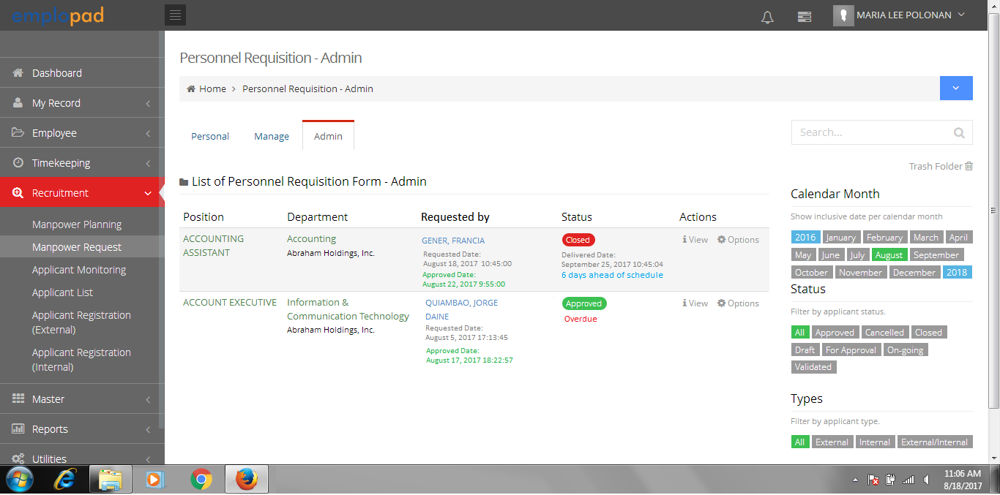 emplopad
MARIA LEE POLONAN
Dashboard
My Record
Employee
Timekeeping
Recruitment
Manpower Planning
Manpower Request
Applicant Monitoring
Applicant List
Applicant Registration
(External)
Applicant Registration
(Internal)
Master
Reports
Utilities
Personnel Requisition - Admin
Home > Personnel Requisition - Admin
Personal Manage Admin
List of Personnel Requisition Form - Admin
Position Department Requested by Status Actions
ACCOUNTING
ASSISTANT
Accounting
Abraham Holdings, Inc.
GENER, FRANCIA
Requested Date:
August 18, 2017 10:45:00
Approved Date:
August 22, 2017 9:55:00
Closed
Delivered Date:
September 25, 2017 10:45:04
6 days ahead of schedule
View Options
ACCOUNT EXECUTIVE
Information &
Communication Technology
Abraham Holdings, Inc.
QUIAMBAO, JORGE
DAINE
Requested Date:
August 5, 2017 17:13:45
Approved Date:
August 17, 2017 18:22:57
Approved
Overdue
View Options
Search...
Trash Folder
Calendar Month
Show inclusive date per calendar month
2016 January February March April
May June July August September
October November December 2018
Status
Filter by applicant status.
All Approved Cancelled Closed
Draft For Approval On-going
Validated
Types
Filter by applicant type.
All External Internal External/Internal
11:06 AM
8/18/2017